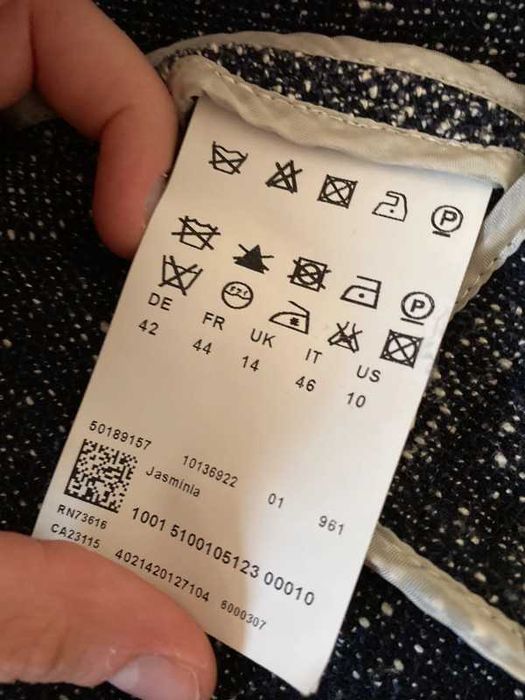 P
P
DE FR UK IT US
42 44 14 46 10
50189157 10136922 01 961
Jasmínia
RN73616 1001 5100105123 00010
CA23115 4021420127104 6000307